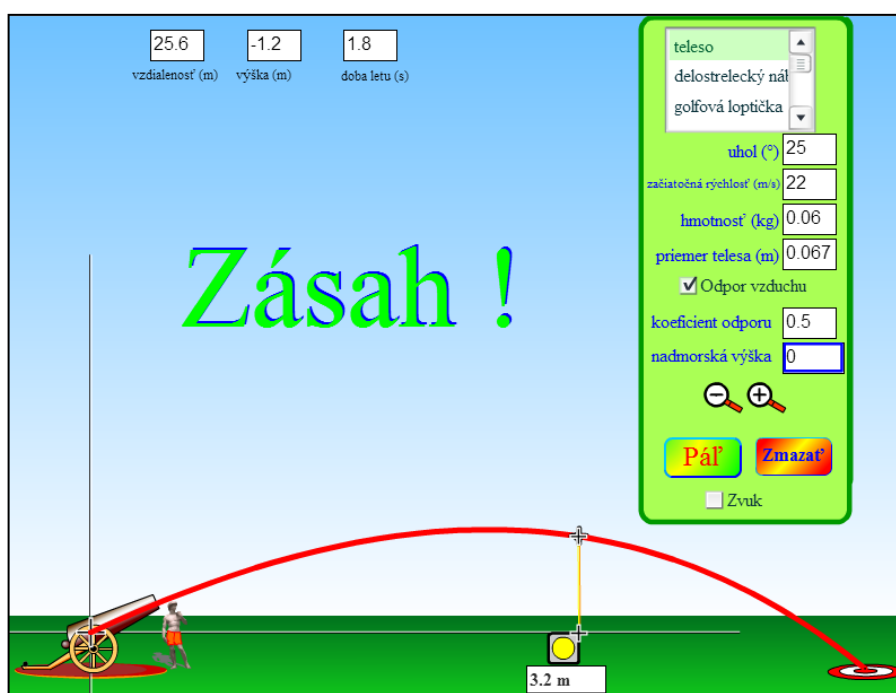 25.6 -1.2 1.8
vzdialenosť (m) výška (m) doba letu (s)
teleso
delostrelecký náb
golfová loptička
uhol (°) 25
začiatočná rýchlosť (m/s) 22
hmotnosť (kg) 0.06
priemer telesa (m) 0.067
Odpor vzduchu
koeficient odporu 0.5
nadmorská výška 0
Páľ Zmazať
Zvuk
Zásah !
3.2 m